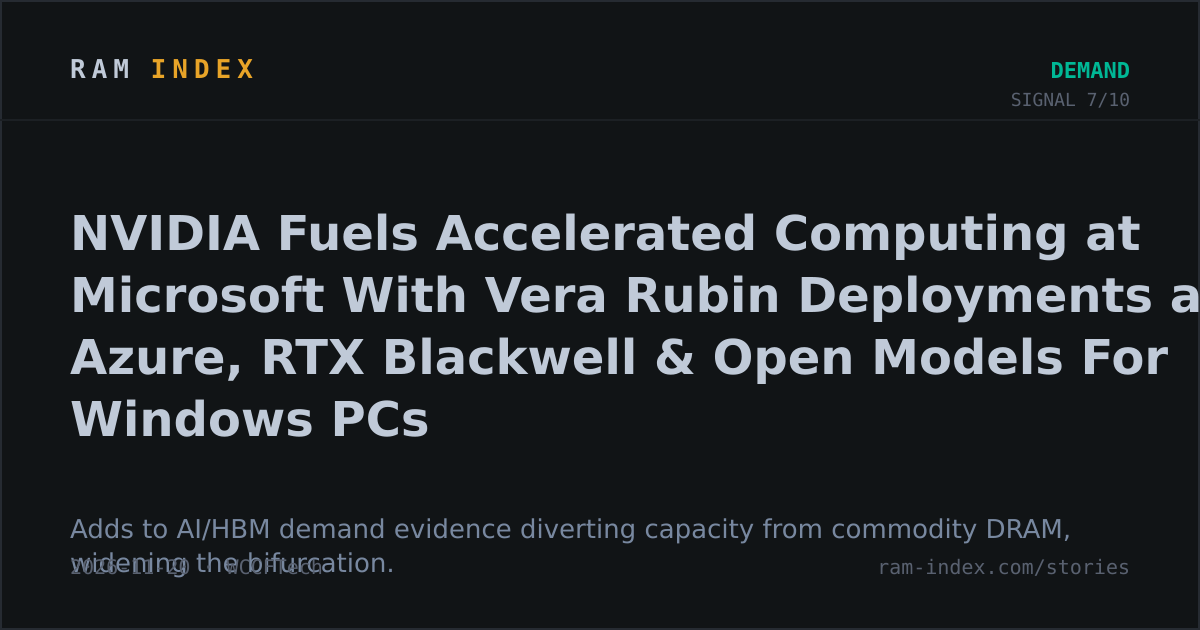 RAM INDEX
DEMAND
SIGNAL 7/10
NVIDIA Fuels Accelerated Computing at
Microsoft With Vera Rubin Deployments a
Azure, RTX Blackwell & Open Models For
Windows PCs
Adds to AI/HBM demand evidence diverting capacity from commodity DRAM,
widening the bifurcation.
ram-index.com/stories